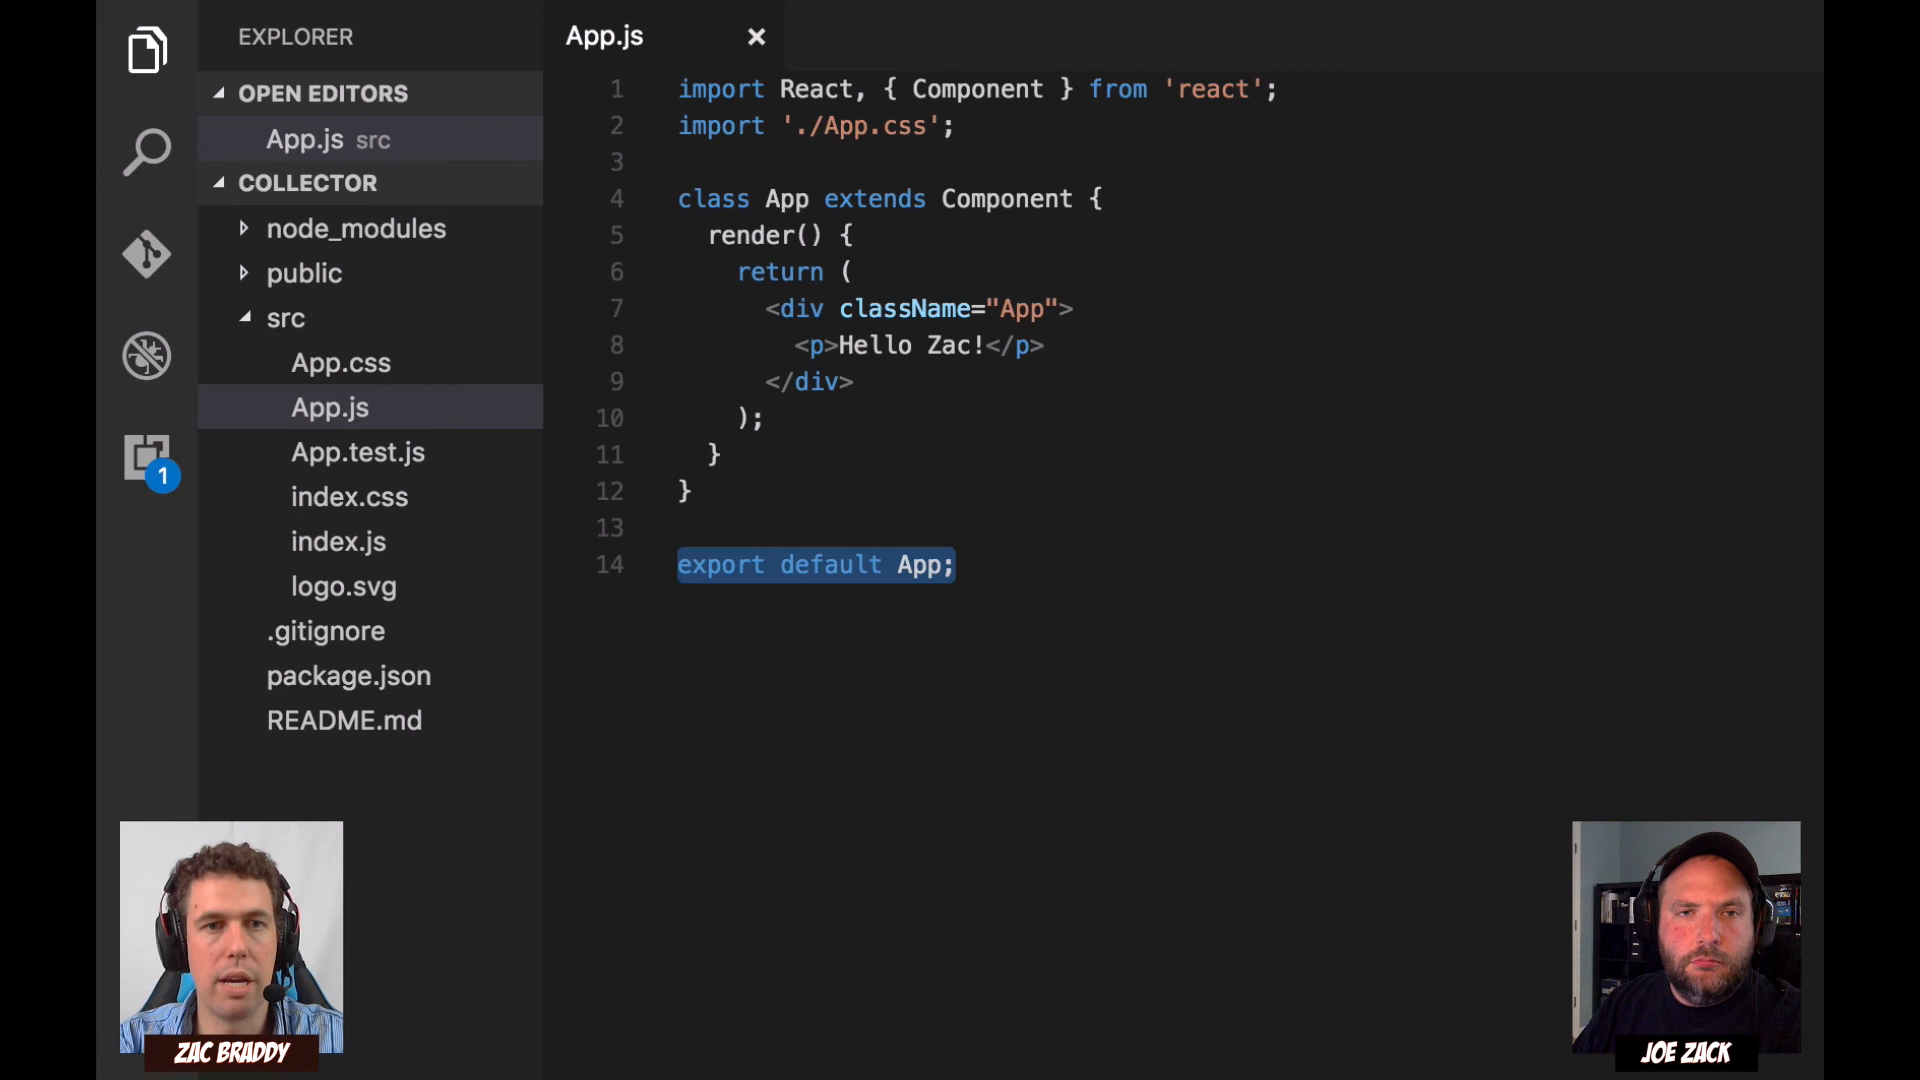 EXPLORER
OPEN EDITORS
App.js src
COLLECTOR
node_modules
public
src
App.css
App.js
App.test.js
index.css
index.js
logo.svg
.gitignore
package.json
README.md
1
App.js
1 import React, { Component } from 'react';
2 import './App.css';
3
4 class App extends Component {
5 render() {
6 return (
7 <div className="App">
8 <p>Hello Zac!</p>
9 </div>
10 );
11 }
12 }
13
14 export default App;
ZAC BRADDY
JOE ZACK